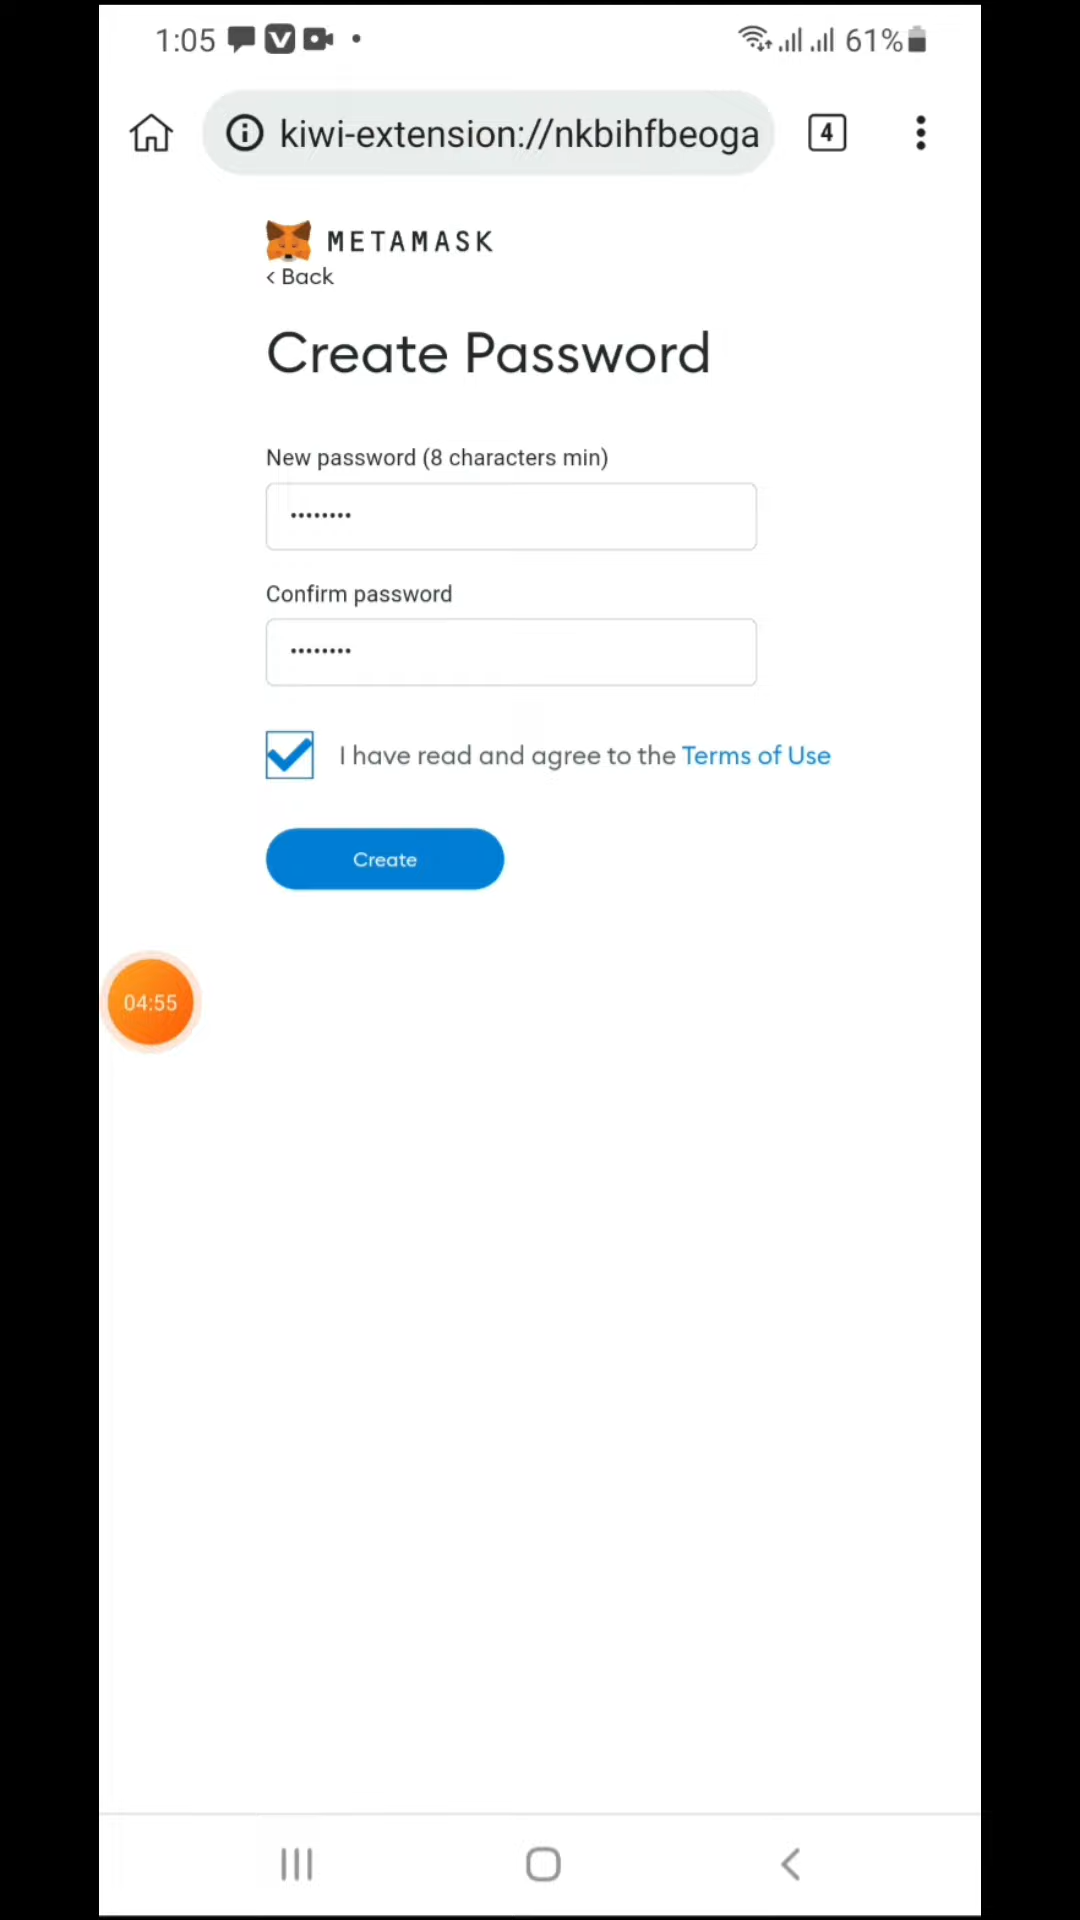 1:05
61%
kiwi-extension://nkbihfbeoga
4
METAMASK
< Back
Create Password
New password (8 characters min)
••••••••
Confirm password
••••••••
I have read and agree to the Terms of Use
Create
04:55